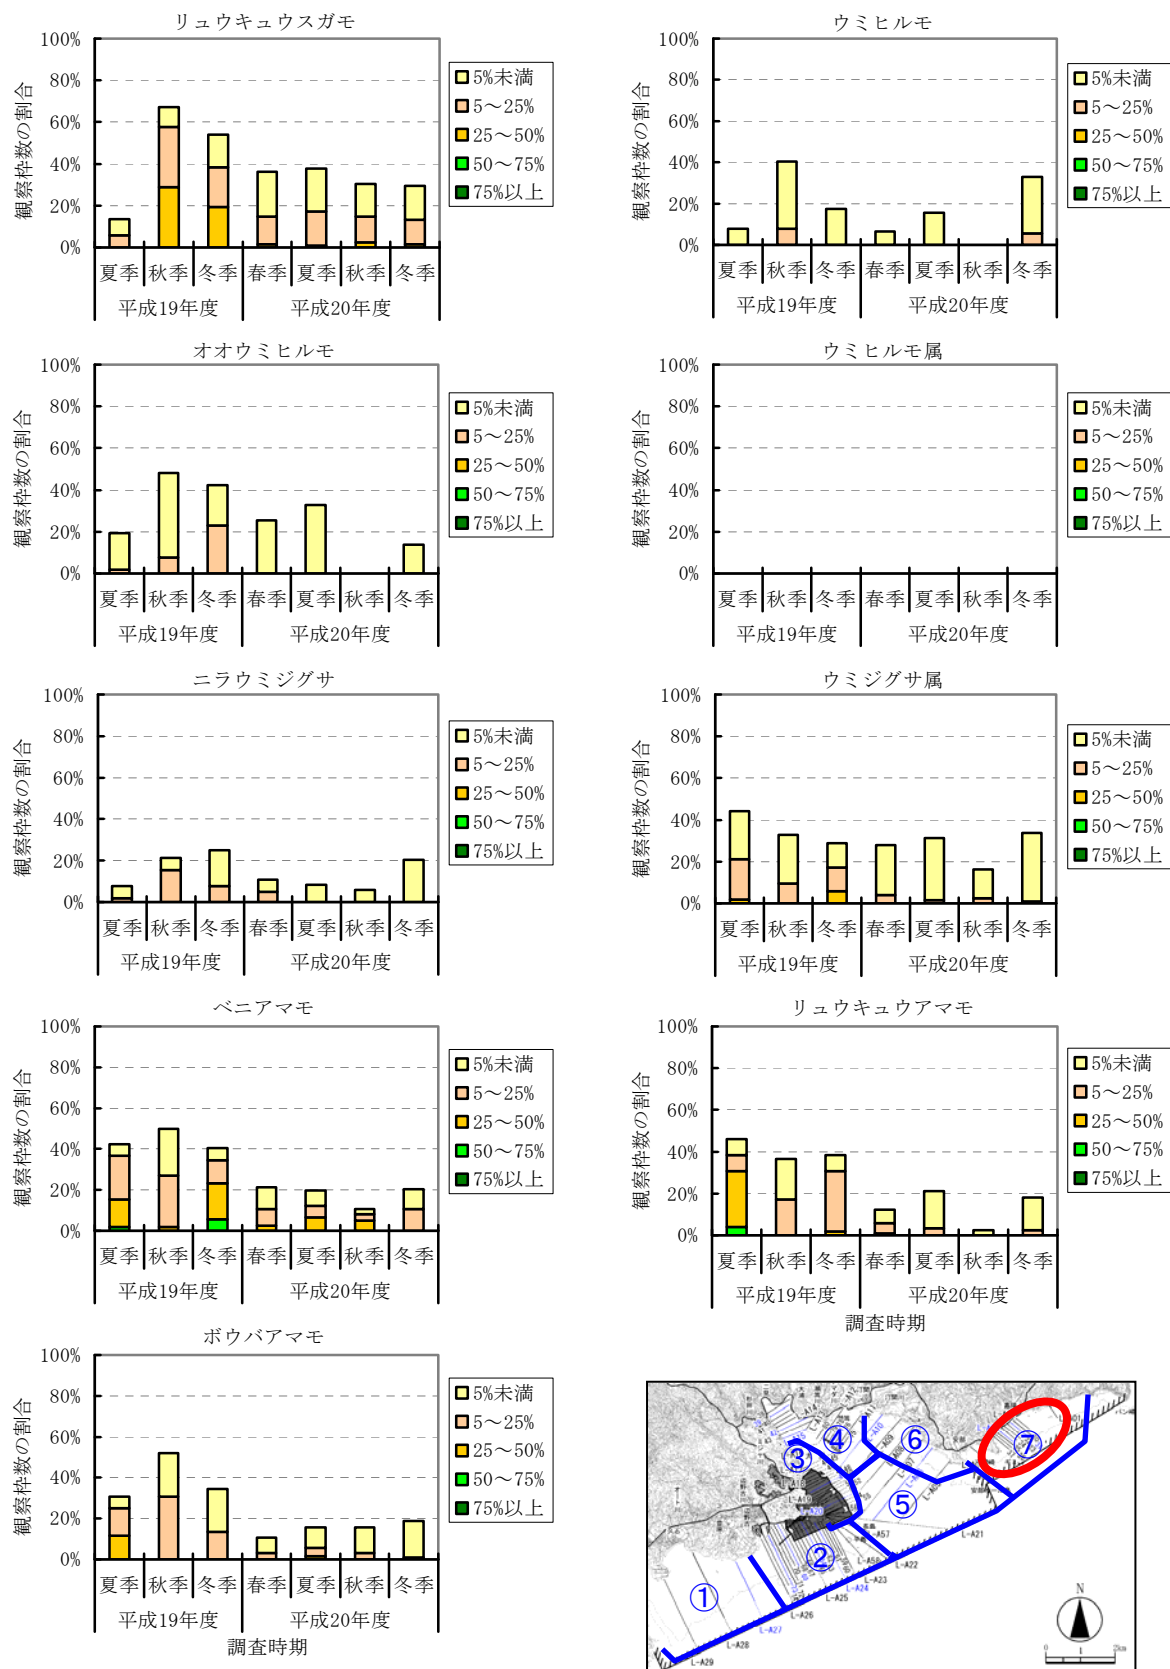 リュウキュウスガモ
観察枠数の割合
100%
80%
60%
40%
20%
0%
夏季 秋季 冬季 春季 夏季 秋季 冬季
平成19年度 平成20年度
5%未満
5～25%
25～50%
50～75%
75%以上
ウミヒルモ
観察枠数の割合
100%
80%
60%
40%
20%
0%
夏季 秋季 冬季 春季 夏季 秋季 冬季
平成19年度 平成20年度
5%未満
5～25%
25～50%
50～75%
75%以上
オオウミヒルモ
観察枠数の割合
100%
80%
60%
40%
20%
0%
夏季 秋季 冬季 春季 夏季 秋季 冬季
平成19年度 平成20年度
5%未満
5～25%
25～50%
50～75%
75%以上
ウミヒルモ属
観察枠数の割合
100%
80%
60%
40%
20%
0%
夏季 秋季 冬季 春季 夏季 秋季 冬季
平成19年度 平成20年度
5%未満
5～25%
25～50%
50～75%
75%以上
ニラウミジグサ
観察枠数の割合
100%
80%
60%
40%
20%
0%
夏季 秋季 冬季 春季 夏季 秋季 冬季
平成19年度 平成20年度
5%未満
5～25%
25～50%
50～75%
75%以上
ウミジグサ属
観察枠数の割合
100%
80%
60%
40%
20%
0%
夏季 秋季 冬季 春季 夏季 秋季 冬季
平成19年度 平成20年度
5%未満
5～25%
25～50%
50～75%
75%以上
ベニアマモ
観察枠数の割合
100%
80%
60%
40%
20%
0%
夏季 秋季 冬季 春季 夏季 秋季 冬季
平成19年度 平成20年度
5%未満
5～25%
25～50%
50～75%
75%以上
リュウキュウアマモ
観察枠数の割合
100%
80%
60%
40%
20%
0%
夏季 秋季 冬季 春季 夏季 秋季 冬季
平成19年度 平成20年度
調査時期
5%未満
5～25%
25～50%
50～75%
75%以上
ボウバアマモ
観察枠数の割合
100%
80%
60%
40%
20%
0%
夏季 秋季 冬季 春季 夏季 秋季 冬季
平成19年度 平成20年度
調査時期
5%未満
5～25%
25～50%
50～75%
75%以上
① ② ③ ④ ⑤ ⑥ ⑦
安部
L-A18
L-A19
L-A20
L-A57
L-A21
L-A22
L-A58
L-A23
L-A24
L-A25
L-A26
L-A27
L-A28
L-A29
N
0 1 2km